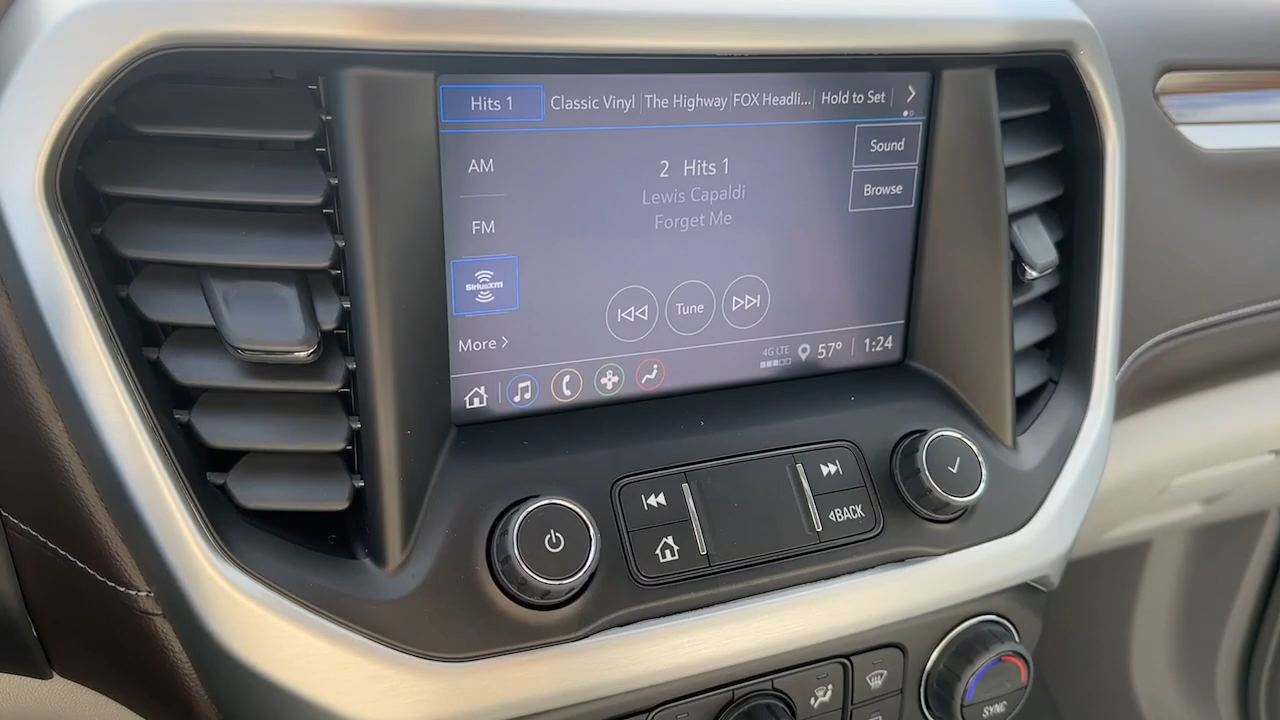 Hits 1 Classic Vinyl The Highway FOX Headli... Hold to Set
AM
2 Hits 1
Sound
Lewis Capaldi
Browse
FM
Forget Me
SiriusXM
Tune
More
4G LTE
57° 1:24
BACK
SYNC